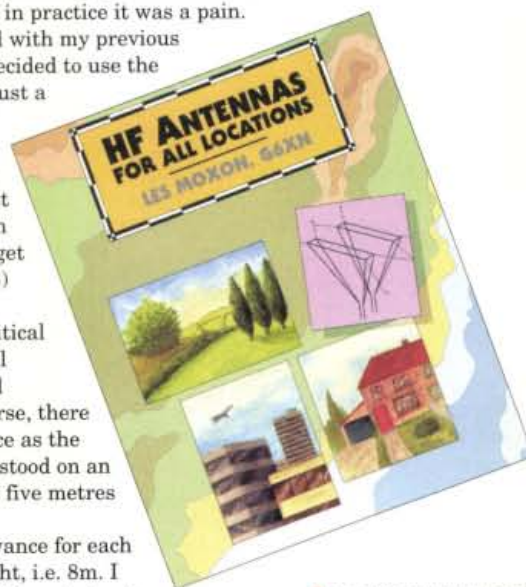 in practice it was a pain.
with my previous
ecided to use the
ust a
HF ANTENNAS
FOR ALL LOCATIONS
LES MOXON, G6XN
get
)
tical
rse, there
ce as the
stood on an
five metres
vance for each
ht, i.e. 8m. I